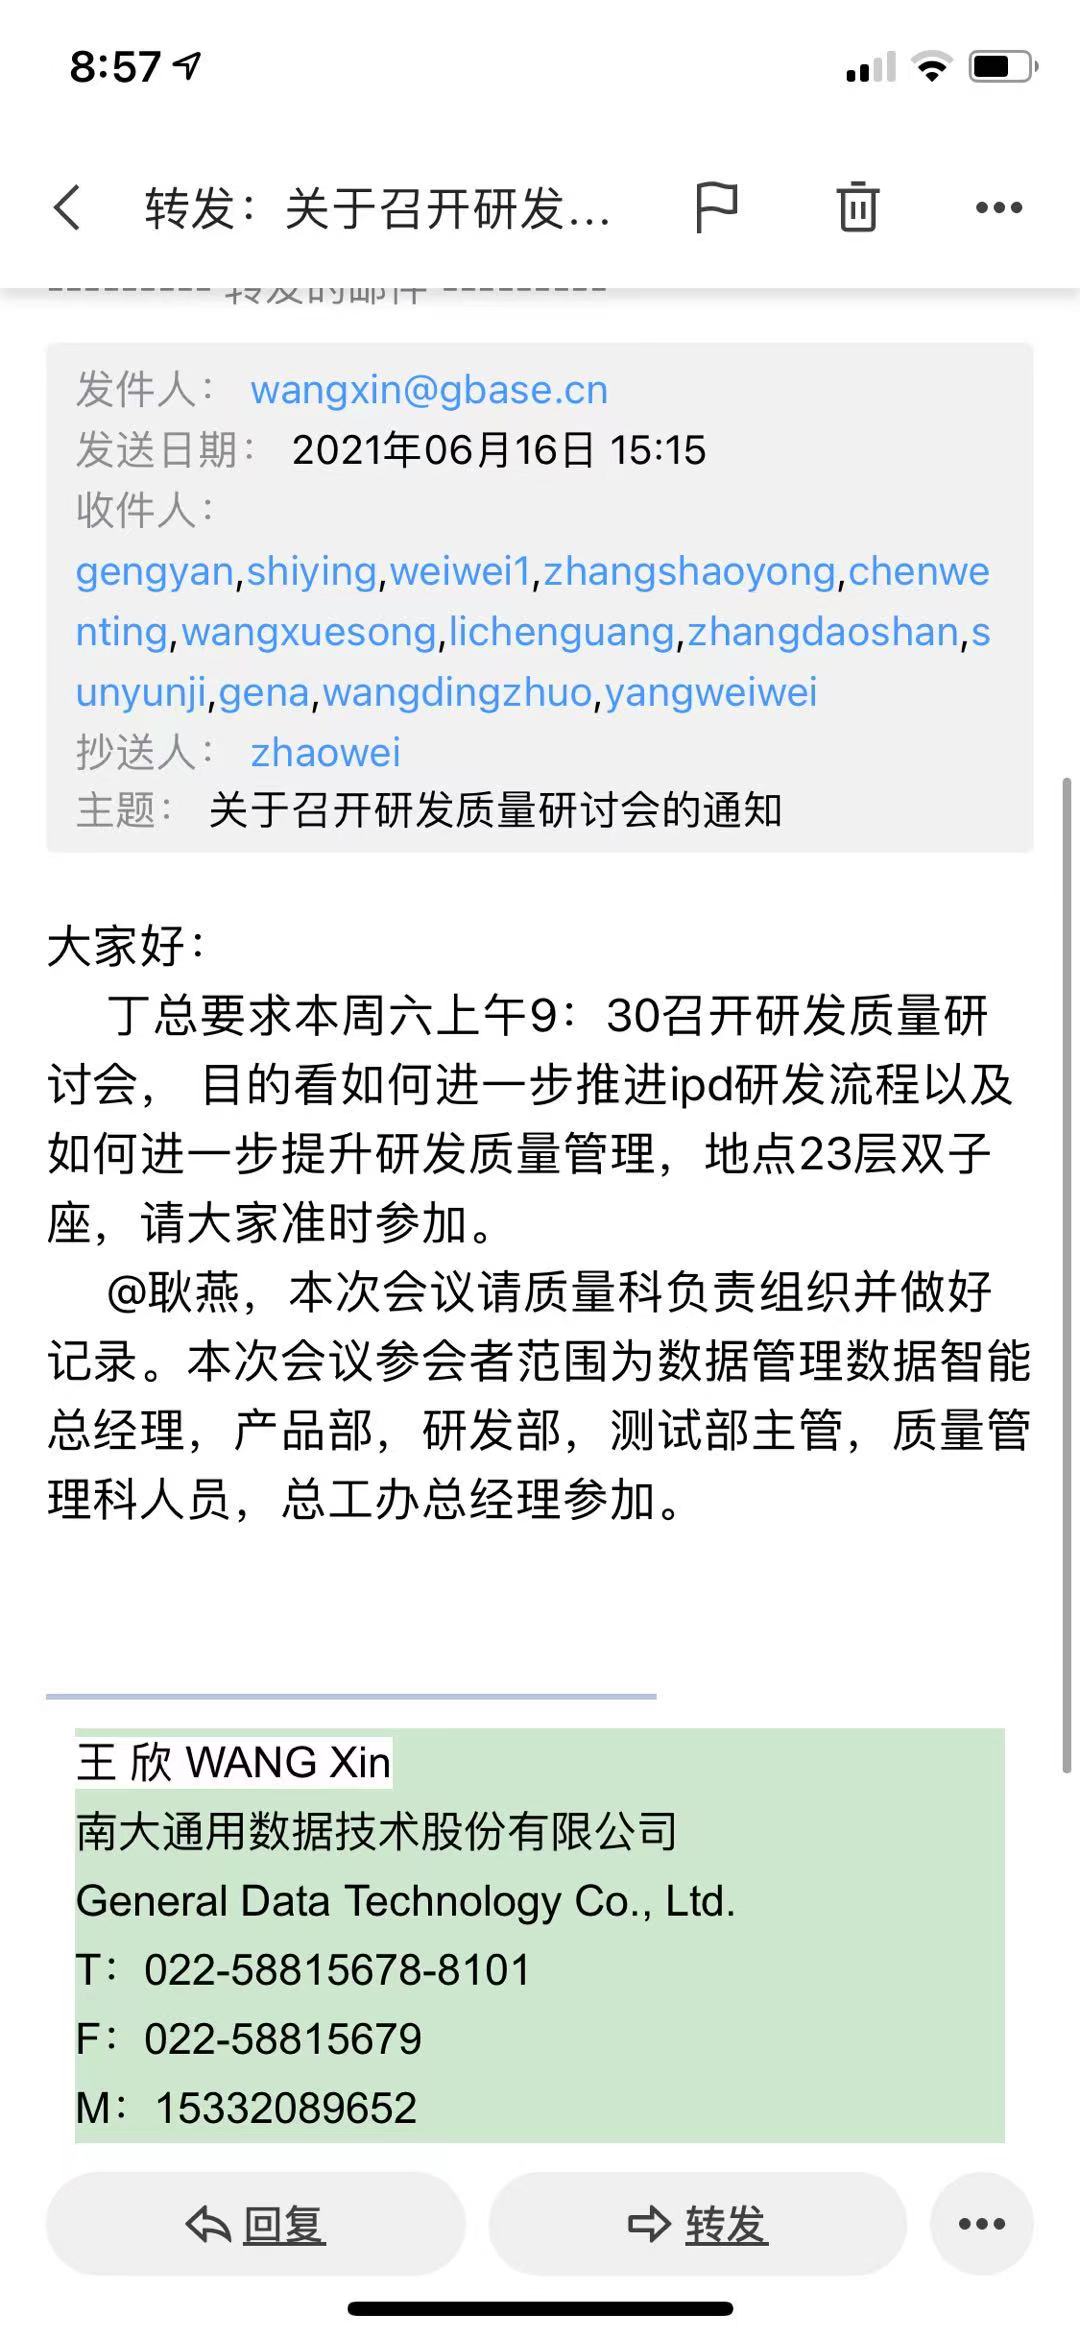 8:57
转发：关于召开研发...
--------- 转发的邮件 ---------
发件人： wangxin@gbase.cn
发送日期： 2021年06月16日 15:15
收件人：
gengyan,shiying,weiwei1,zhangshaoyong,chenwe
nting,wangxuesong,lichenguang,zhangdaoshan,s
unyunji,gena,wangdingzhuo,yangweiwei
抄送人： zhaowei
主题： 关于召开研发质量研讨会的通知
大家好：
丁总要求本周六上午9：30召开研发质量研
讨会， 目的看如何进一步推进ipd研发流程以及
如何进一步提升研发质量管理，地点23层双子
座，请大家准时参加。
@耿燕，本次会议请质量科负责组织并做好
记录。本次会议参会者范围为数据管理数据智能
总经理，产品部，研发部，测试部主管，质量管
理科人员，总工办总经理参加。
王 欣 WANG Xin
南大通用数据技术股份有限公司
General Data Technology Co., Ltd.
T：022-58815678-8101
F：022-58815679
M：15332089652
回复
转发